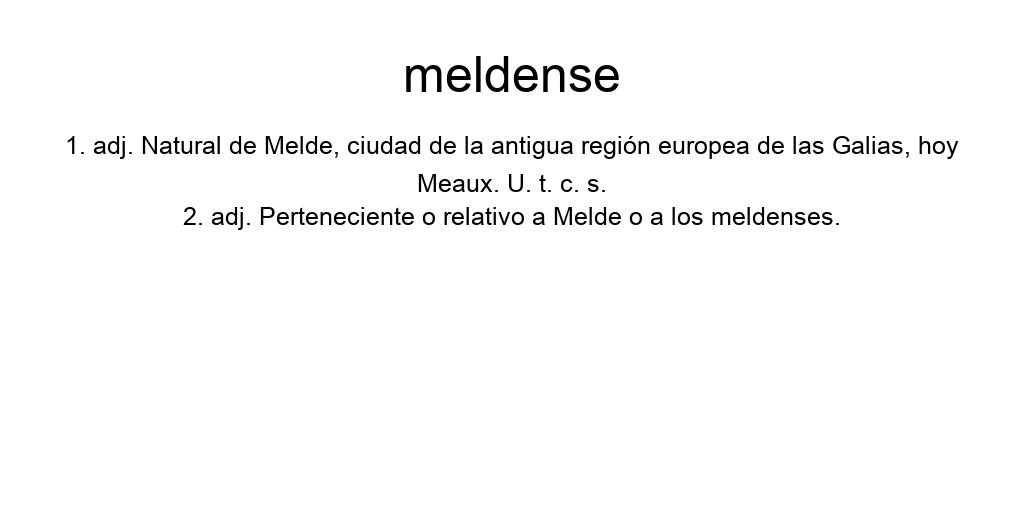 meldense
1. adj. Natural de Melde, ciudad de la antigua región europea de las Galias, hoy
Meaux. U. t. c. s.
2. adj. Perteneciente o relativo a Melde o a los meldenses.